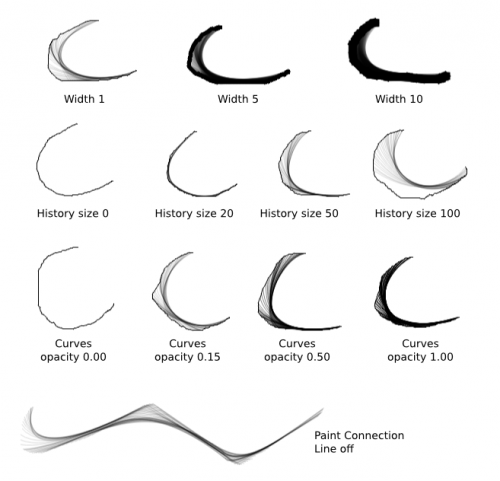 Width 1
Width 5
Width 10
History size 0
History size 20
History size 50
History size 100
Curves
opacity 0.00
Curves
opacity 0.15
Curves
opacity 0.50
Curves
opacity 1.00
Paint Connection
Line off